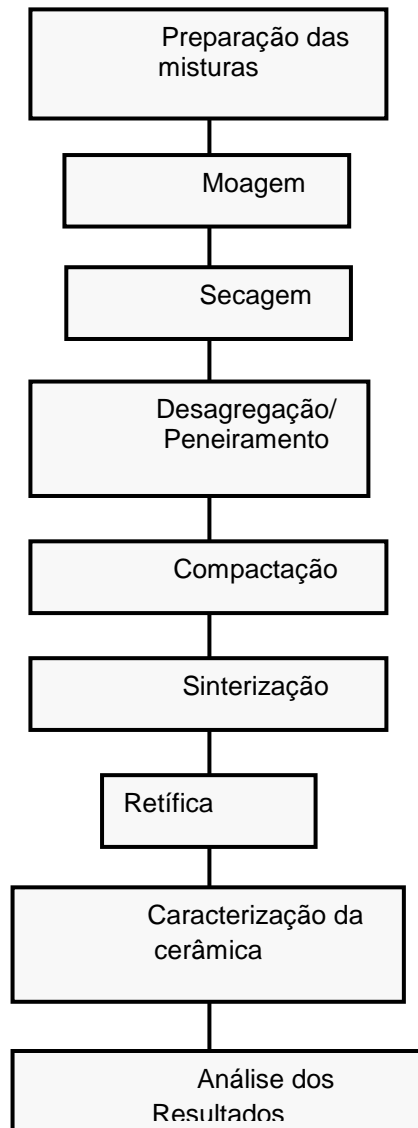 Preparação das
misturas
Moagem
Secagem
Desagregação/
Peneiramento
Compactação
Sinterização
Retífica
Caracterização da
cerâmica
Análise dos
Resultados